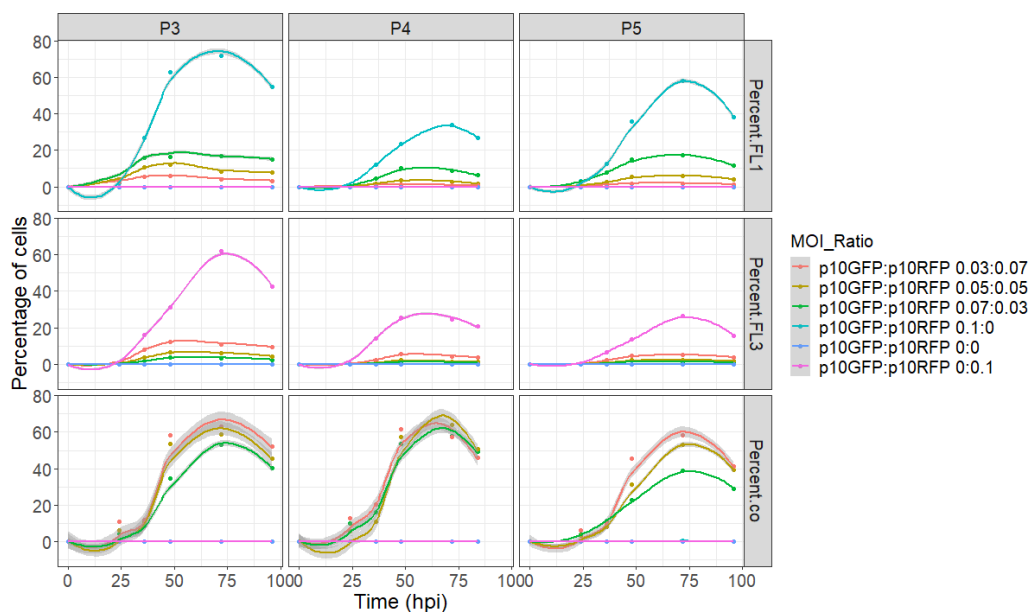 P3 P4 P5
80
60
40
20
0
Percent.FL1
80
60
40
20
0
Percent.FL3
80
60
40
20
0
Percent.co
Percentage of cells
0 25 50 75 100 0 25 50 75 100 0 25 50 75 100
Time (hpi)
MOI_Ratio
p10GFP:p10RFP 0.03:0.07
p10GFP:p10RFP 0.05:0.05
p10GFP:p10RFP 0.07:0.03
p10GFP:p10RFP 0.1:0
p10GFP:p10RFP 0:0
p10GFP:p10RFP 0:0.1